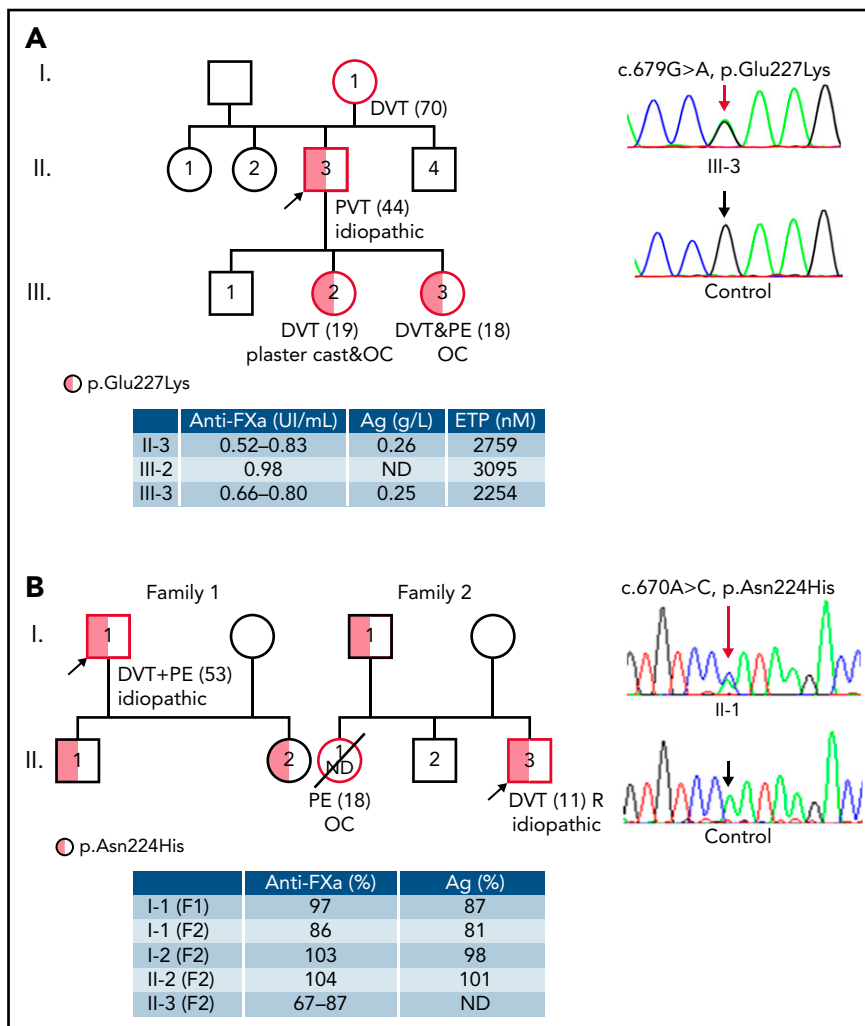 A
I.
1
DVT (70)
c.679G>A, p.Glu227Lys
III-3
II.
1 2 3 4
PVT (44)
idiopathic
Control
III.
1 2 3
DVT (19) DVT&PE (18)
plaster cast&OC OC
p.Glu227Lys
Anti-FXa (UI/mL) Ag (g/L) ETP (nM)
II-3 0.52–0.83 0.26 2759
III-2 0.98 ND 3095
III-3 0.66–0.80 0.25 2254
B
Family 1 Family 2
c.670A>C, p.Asn224His
I.
1 1
DVT+PE (53)
idiopathic
II-1
II.
1 2 1 2 3
ND
PE (18) DVT (11) R
OC idiopathic
Control
p.Asn224His
Anti-FXa (%) Ag (%)
I-1 (F1) 97 87
I-1 (F2) 86 81
I-2 (F2) 103 98
II-2 (F2) 104 101
II-3 (F2) 67–87 ND